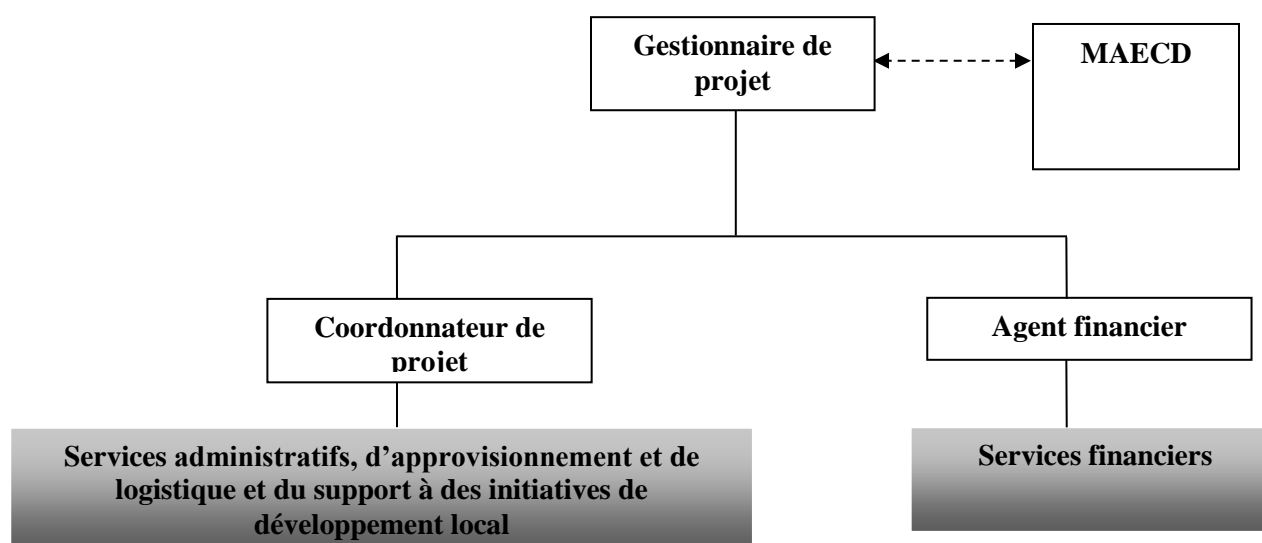 Gestionnaire de
projet
MAECD
Coordonnateur de
projet
Agent financier
Services administratifs, d’approvisionnement et de
logistique et du support à des initiatives de
développement local
Services financiers